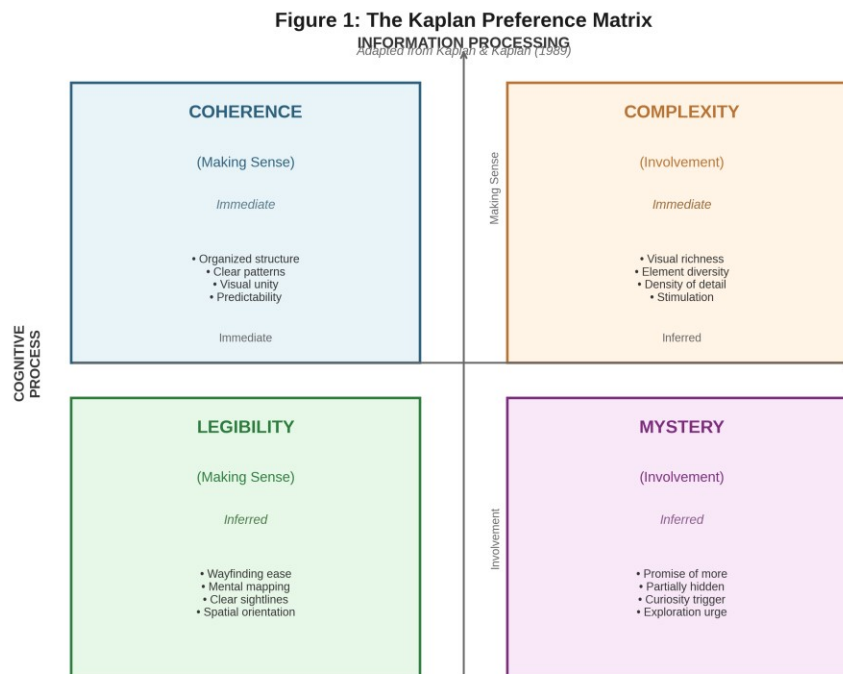 Figure 1: The Kaplan Preference Matrix
INFORMATION PROCESSING
Adapted from Kaplan & Kaplan (1989)
COHERENCE
(Making Sense)
Immediate
• Organized structure
• Clear patterns
• Visual unity
• Predictability
Immediate
COMPLEXITY
(Involvement)
Immediate
• Visual richness
• Element diversity
• Density of detail
• Stimulation
Inferred
Making Sense
COGNITIVE
PROCESS
LEGIBILITY
(Making Sense)
Inferred
• Wayfinding ease
• Mental mapping
• Clear sightlines
• Spatial orientation
MYSTERY
(Involvement)
Inferred
• Promise of more
• Partially hidden
• Curiosity trigger
• Exploration urge
Involvement